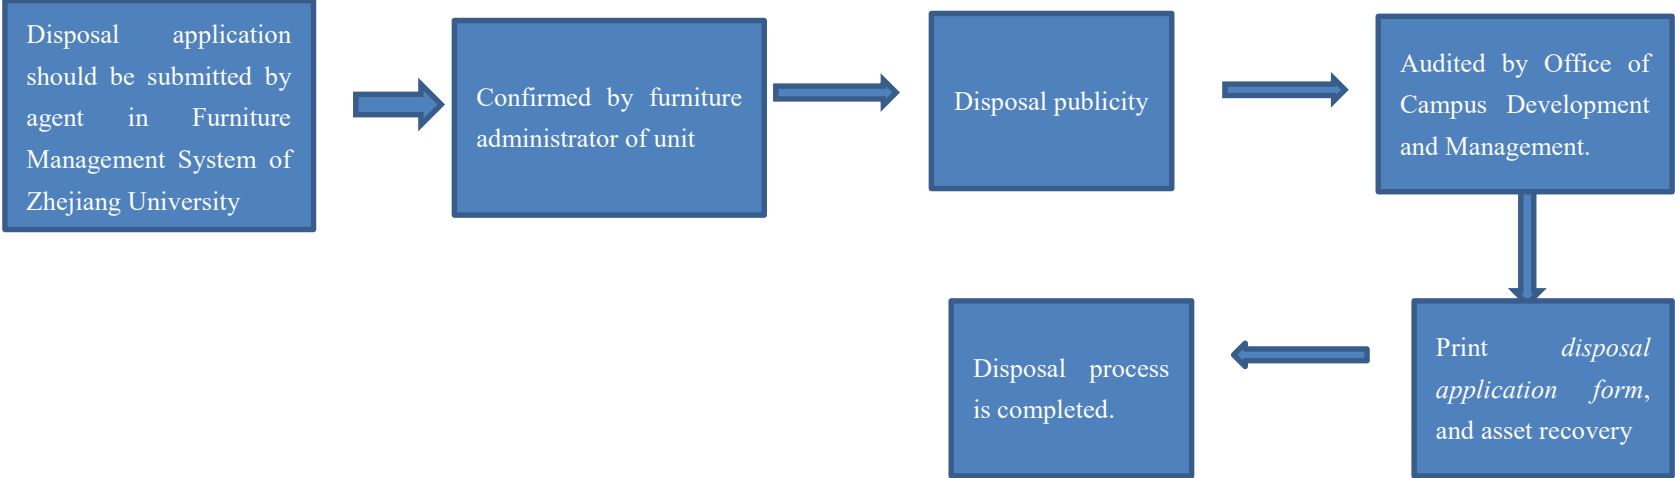 Disposal application
should be submitted by
agent in Furniture
Management System of
Zhejiang University
Confirmed by furniture
administrator of unit
Disposal publicity
Audited by Office of
Campus Development
and Management.
Print disposal
application form,
and asset recovery
Disposal process
is completed.